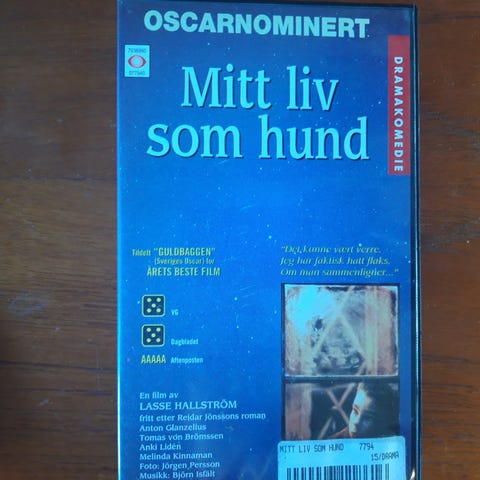 OSCARNOMINERT
Mitt liv
som hund
DRAMAKOMEDIE
Tildelt "GULDBAGGEN"
(Sveriges Oscar) for
ÅRETS BESTE FILM
"Det kunne vært verre.
Jeg har faktisk hatt flaks.
Om man sammenligner..."
VG
Dagbladet
AAAAA Aftenposten
En film av
LASSE HALLSTRÖM
fritt etter Reidar Jönssons roman
Anton Glanzelius
Tomas von Brömssen
Anki Lidén
Melinda Kinnaman
Foto: Jörgen Persson
Musikk: Björn Isfält
MITT LIV SOM HUND 7794
15/DRAMA